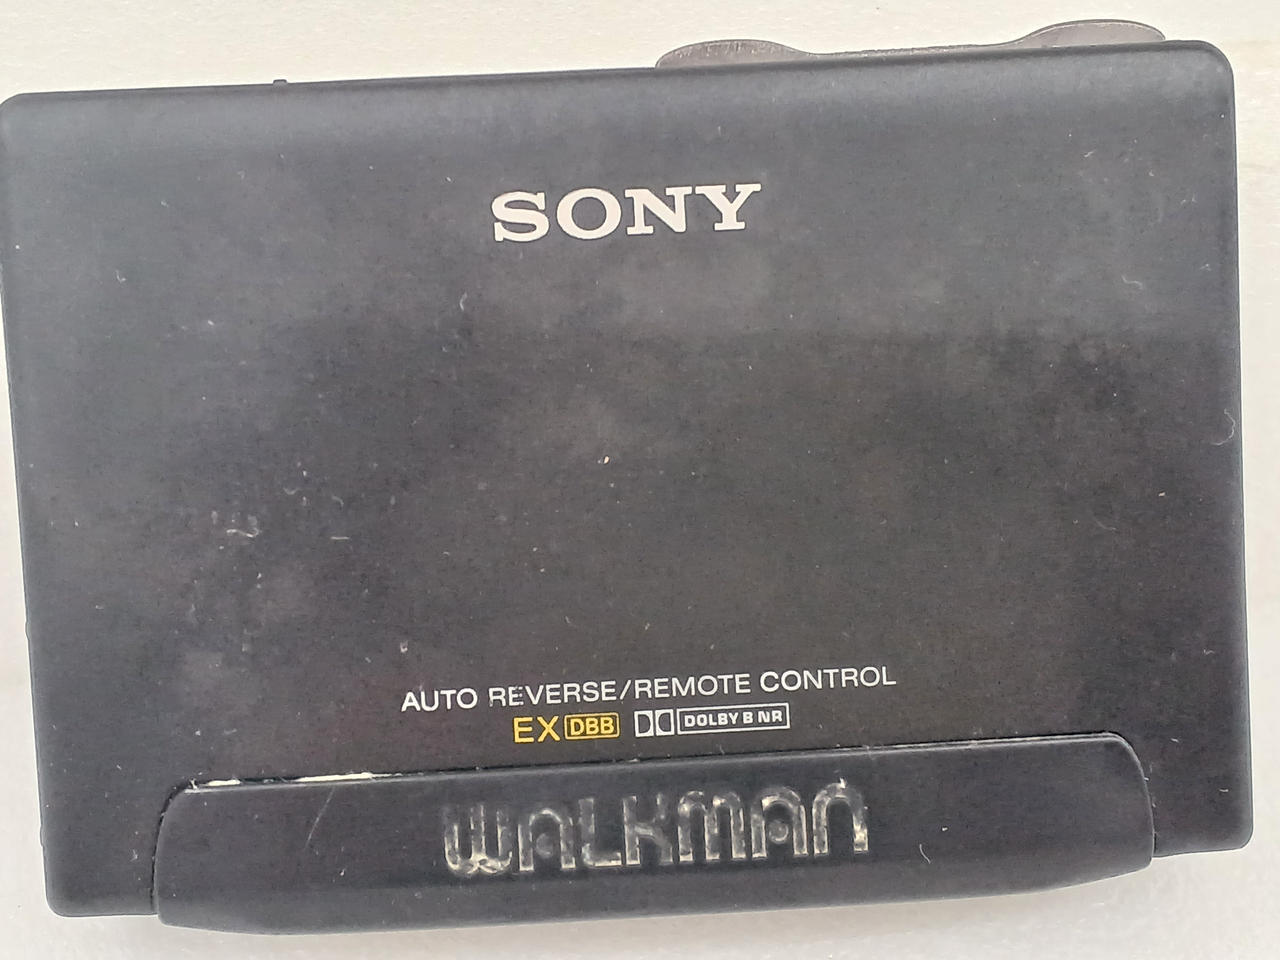 SONY
AUTO REVERSE/REMOTE CONTROL
EX DBB DOLBY B NR
WALKMAN